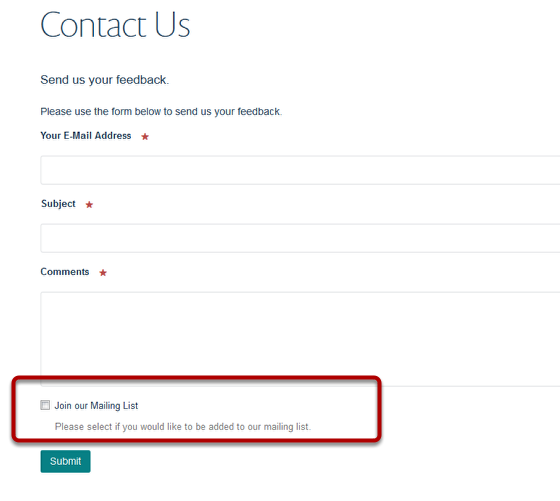 Contact Us
Send us your feedback.
Please use the form below to send us your feedback.
Your E-Mail Address ★
Subject ★
Comments ★
Join our Mailing List
Please select if you would like to be added to our mailing list.
Submit